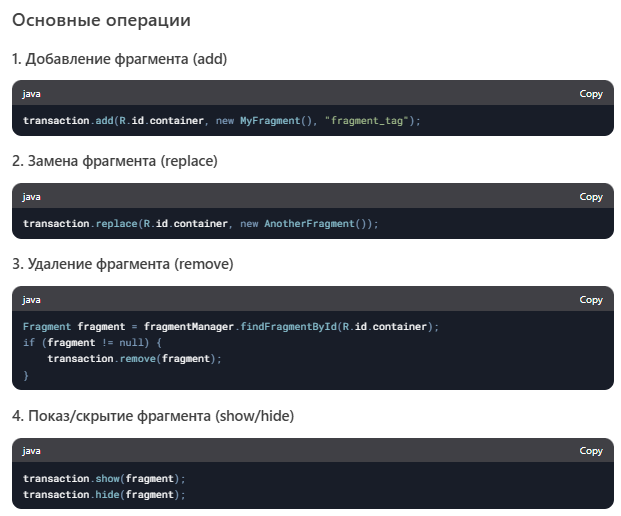 Основные операции
1. Добавление фрагмента (add)
java Copy
transaction.add(R.id.container, new MyFragment(), "fragment_tag");
2. Замена фрагмента (replace)
java Copy
transaction.replace(R.id.container, new AnotherFragment());
3. Удаление фрагмента (remove)
java Copy
Fragment fragment = fragmentManager.findFragmentById(R.id.container);
if (fragment != null) {
    transaction.remove(fragment);
}
4. Показ/скрытие фрагмента (show/hide)
java Copy
transaction.show(fragment);
transaction.hide(fragment);